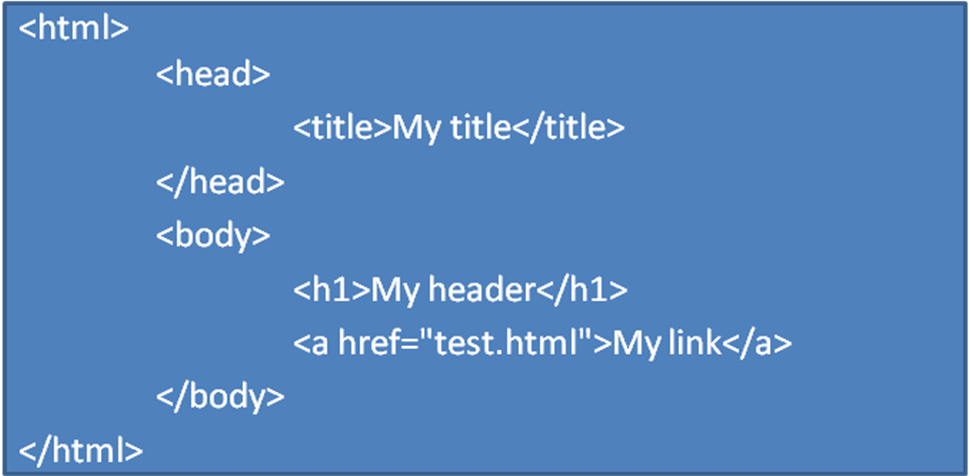 <html>
<head>
<title>My title</title>
</head>
<body>
<h1>My header</h1>
<a href="test.html">My link</a>
</body>
</html>